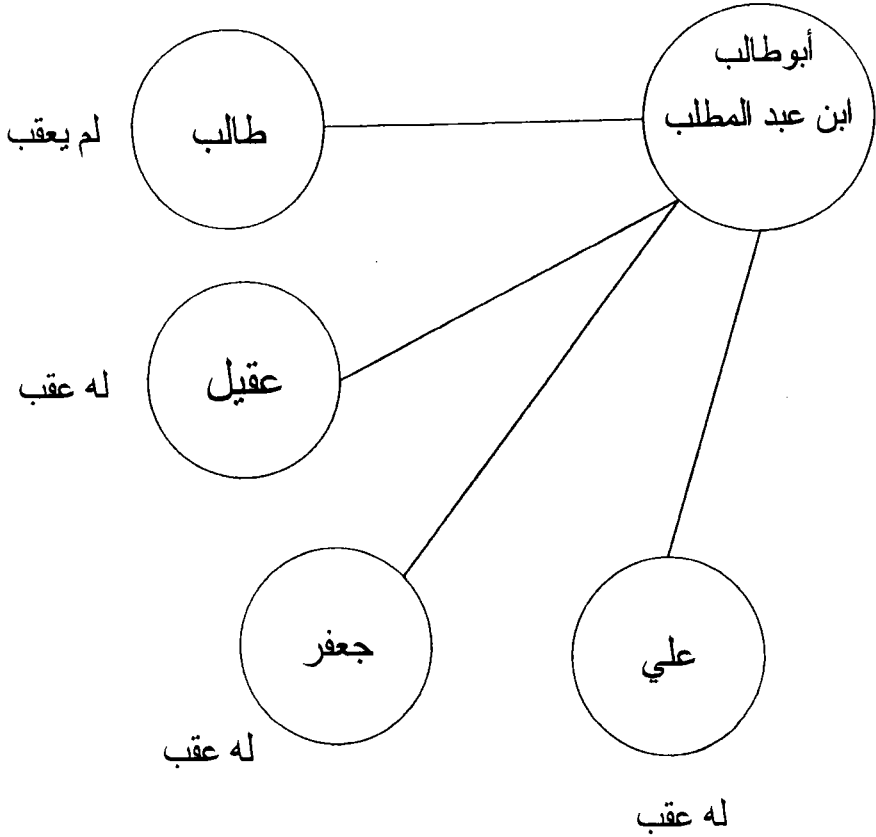 أبوطالب
ابن عبد المطلب
طالب
لم يعقب
عقيل
له عقب
جعفر
له عقب
علي
له عقب